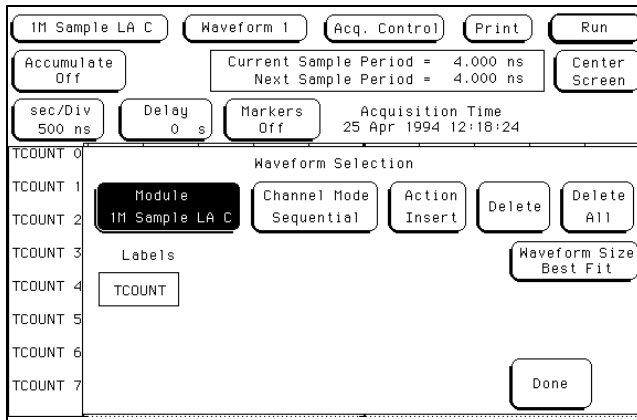 1M Sample LA C
Waveform 1
Acq. Control
Print
Run
Accumulate
Off
Current Sample Period = 4.000 ns
Next Sample Period = 4.000 ns
Center
Screen
sec/Div
500 ns
Delay
0 s
Markers
Off
Acquisition Time
25 Apr 1994 12:18:24
TCOUNT 0
TCOUNT 1
TCOUNT 2
TCOUNT 3
TCOUNT 4
TCOUNT 5
TCOUNT 6
TCOUNT 7
Waveform Selection
Module
1M Sample LA C
Channel Mode
Sequential
Action
Insert
Delete
Delete
All
Labels
TCOUNT
Waveform Size
Best Fit
Done